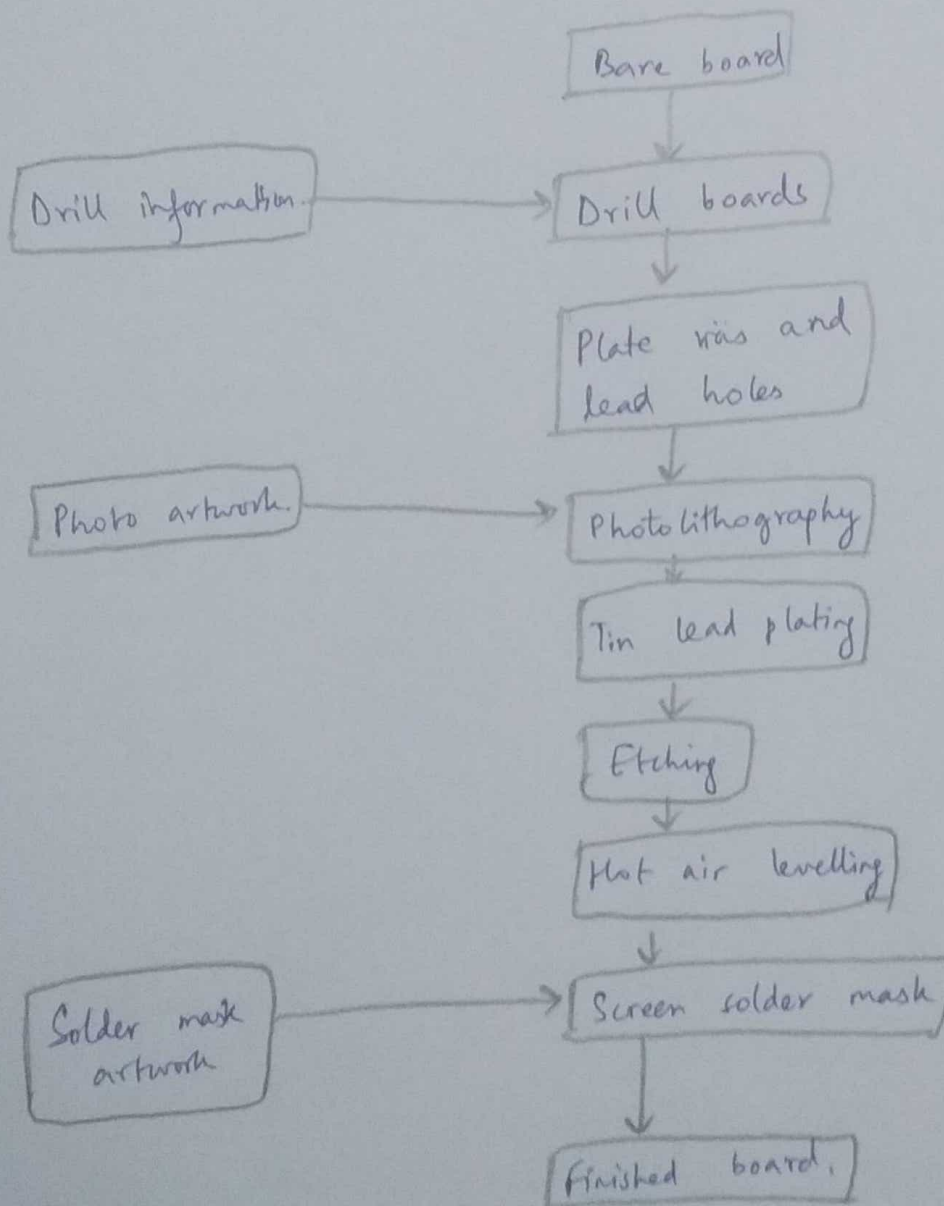 Bare board
Drill information.
Drill boards
Plate vias and
lead holes
Photo artwork.
Photolithography
Tin lead plating
Etching
Hot air levelling
Screen solder mask
Solder mask
artwork
Finished board.